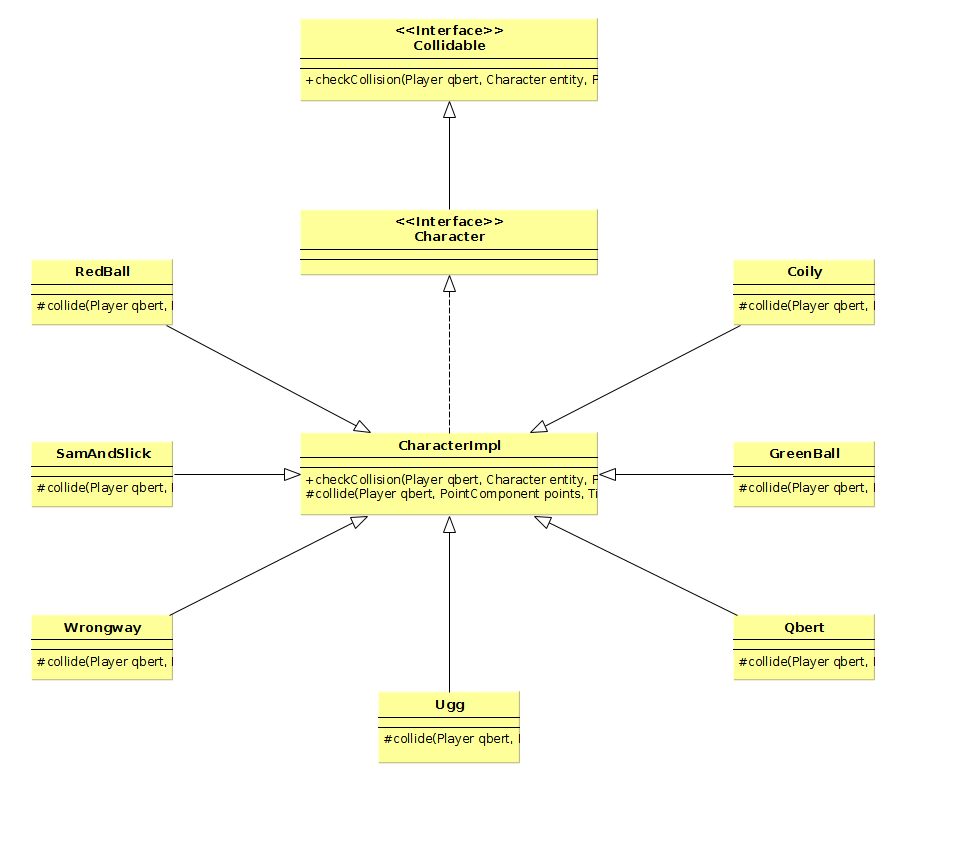 <<Interface>>
Collidable
+checkCollision(Player qbert, Character entity,
<<Interface>>
Character
RedBall
#collide(Player qbert,
Coily
#collide(Player qbert,
CharacterImpl
+checkCollision(Player qbert, Character entity,
#collide(Player qbert, PointComponent points,
SamAndSlick
#collide(Player qbert,
GreenBall
#collide(Player qbert,
Wrongway
#collide(Player qbert,
Qbert
#collide(Player qbert,
Ugg
#collide(Player qbert,